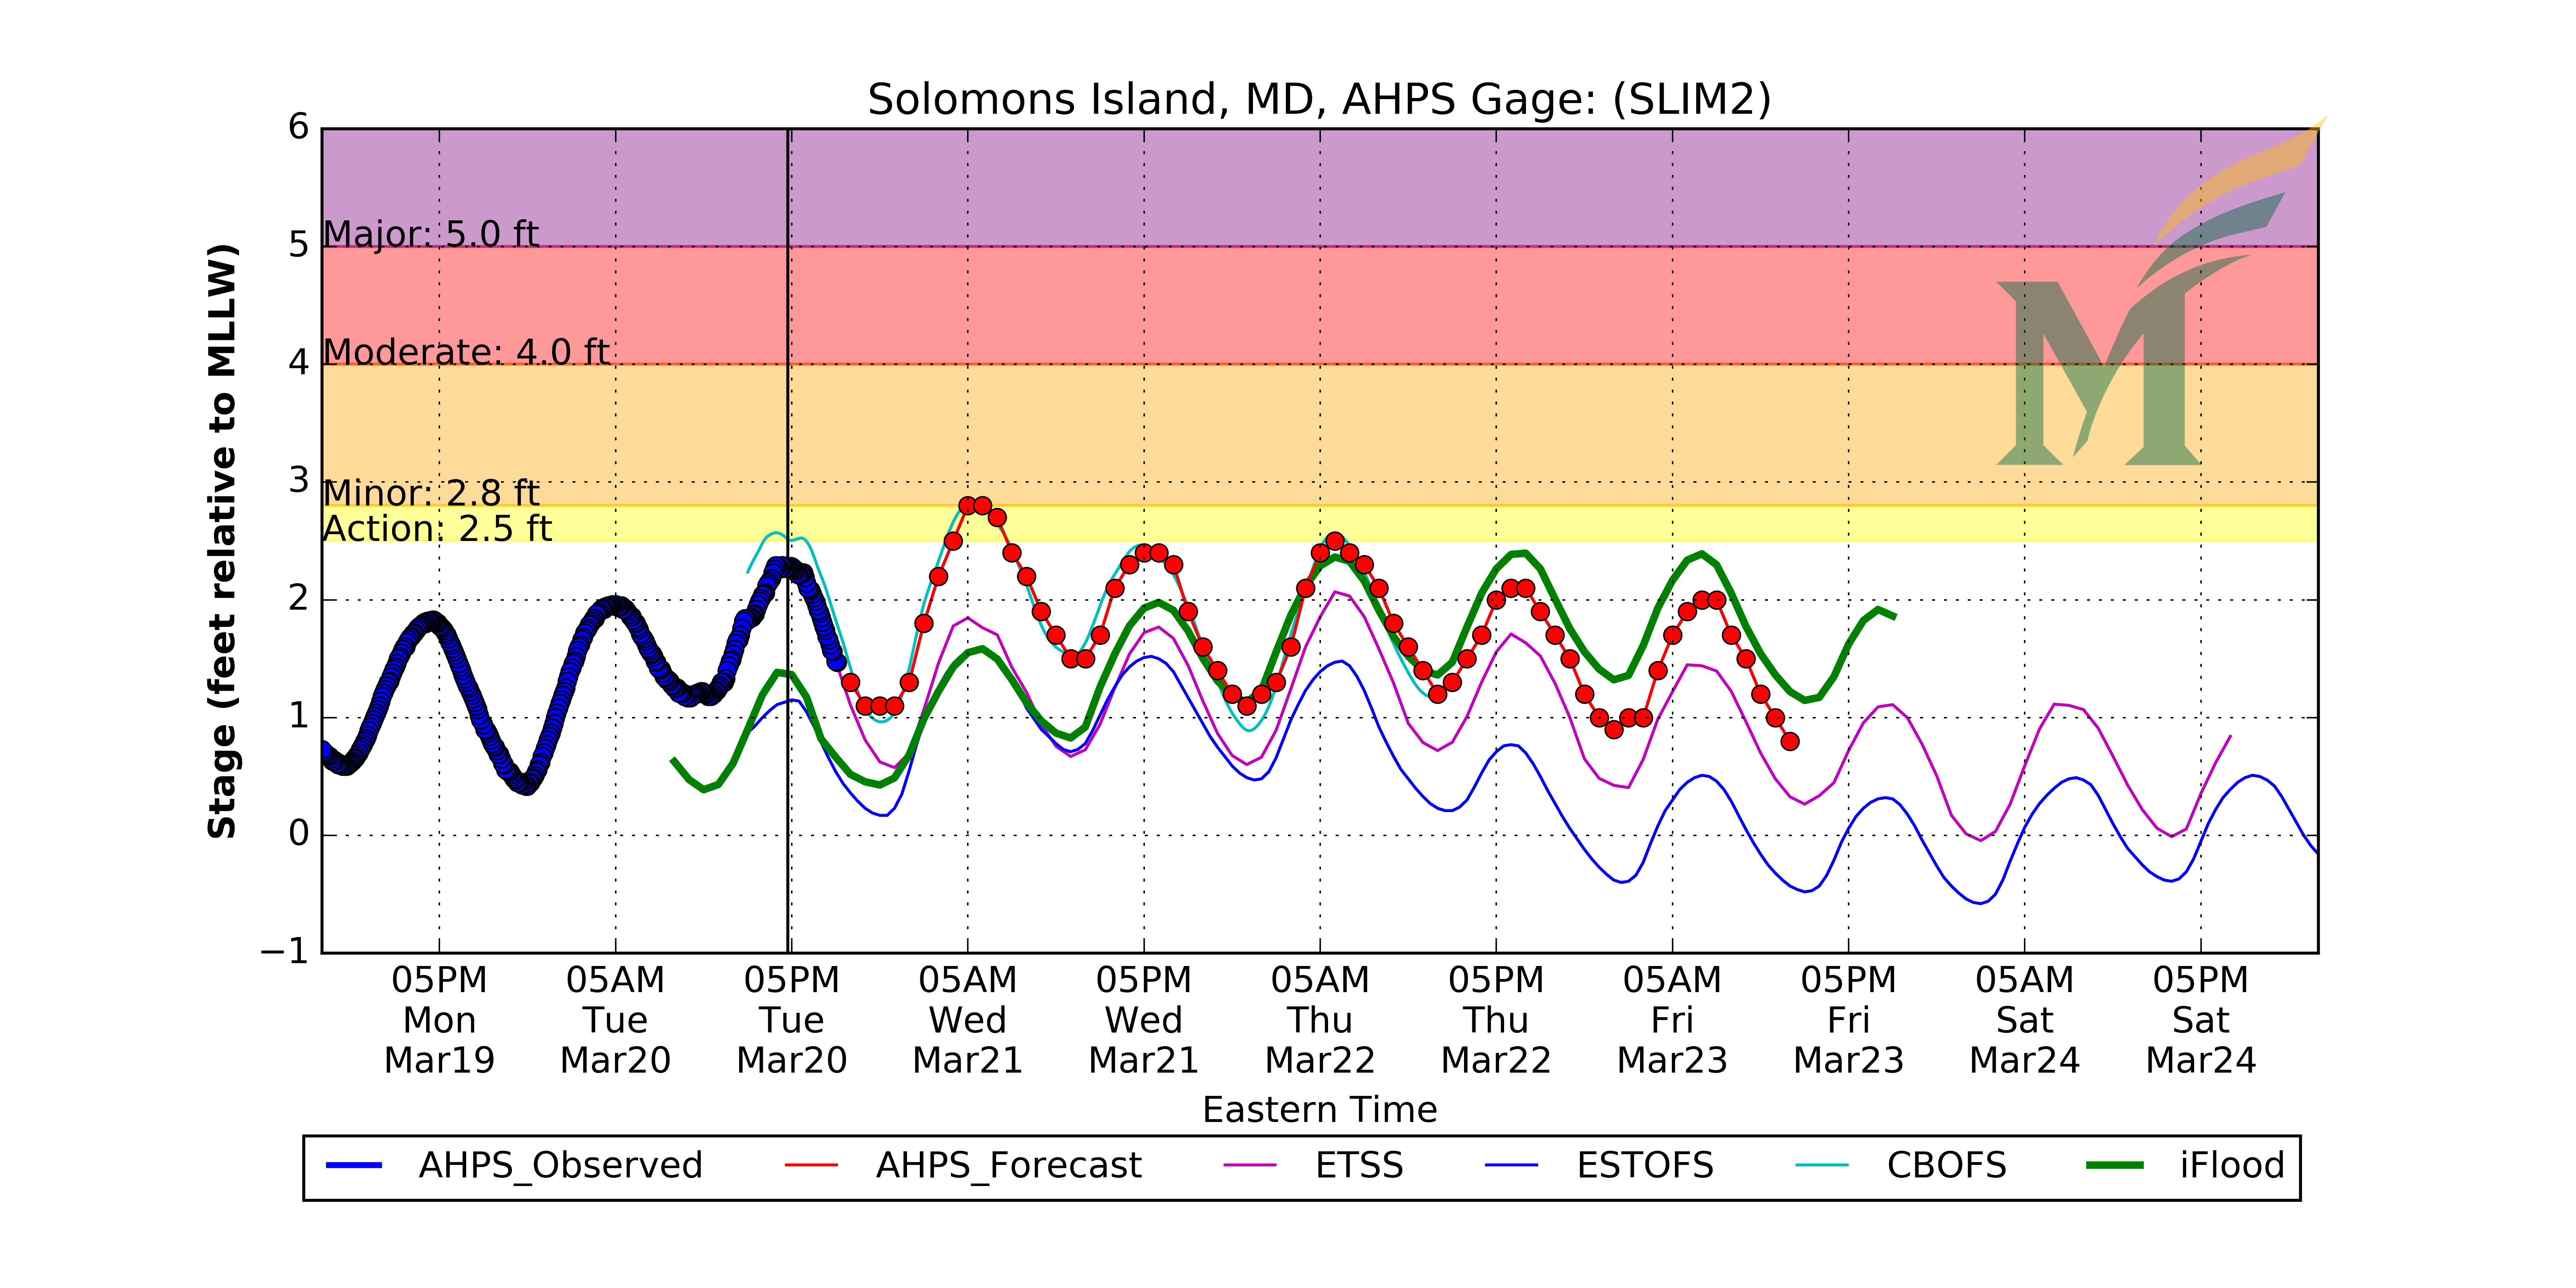 Solomons Island, MD, AHPS Gage: (SLIM2)
Stage (feet relative to MLLW)
6
5
4
3
2
1
0
−1
Major: 5.0 ft
Moderate: 4.0 ft
Minor: 2.8 ft
Action: 2.5 ft
M
05PM 05AM 05PM 05AM 05PM 05AM 05PM 05AM 05PM 05AM 05PM
Mon Tue Tue Wed Wed Thu Thu Fri Fri Sat Sat
Mar19 Mar20 Mar20 Mar21 Mar21 Mar22 Mar22 Mar23 Mar23 Mar24 Mar24
Eastern Time
AHPS_Observed AHPS_Forecast ETSS ESTOFS CBOFS iFlood